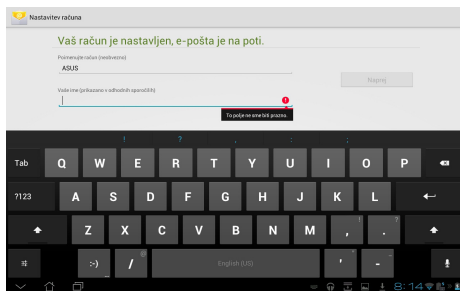 Nastavitev računa
Vaš račun je nastavljen, e-pošta je na poti.
Poimenujte račun (neobvezno)
ASUS
Naprej
Vaše ime (prikazano v odhodnih sporočilih)
To polje ne sme biti prazno.
! ? , : ;
Tab Q W E R T Y U I O P
?123 A S D F G H J K L
Z X C V B N M , ! . ?
:-) / @ English (US) ' -
8:14